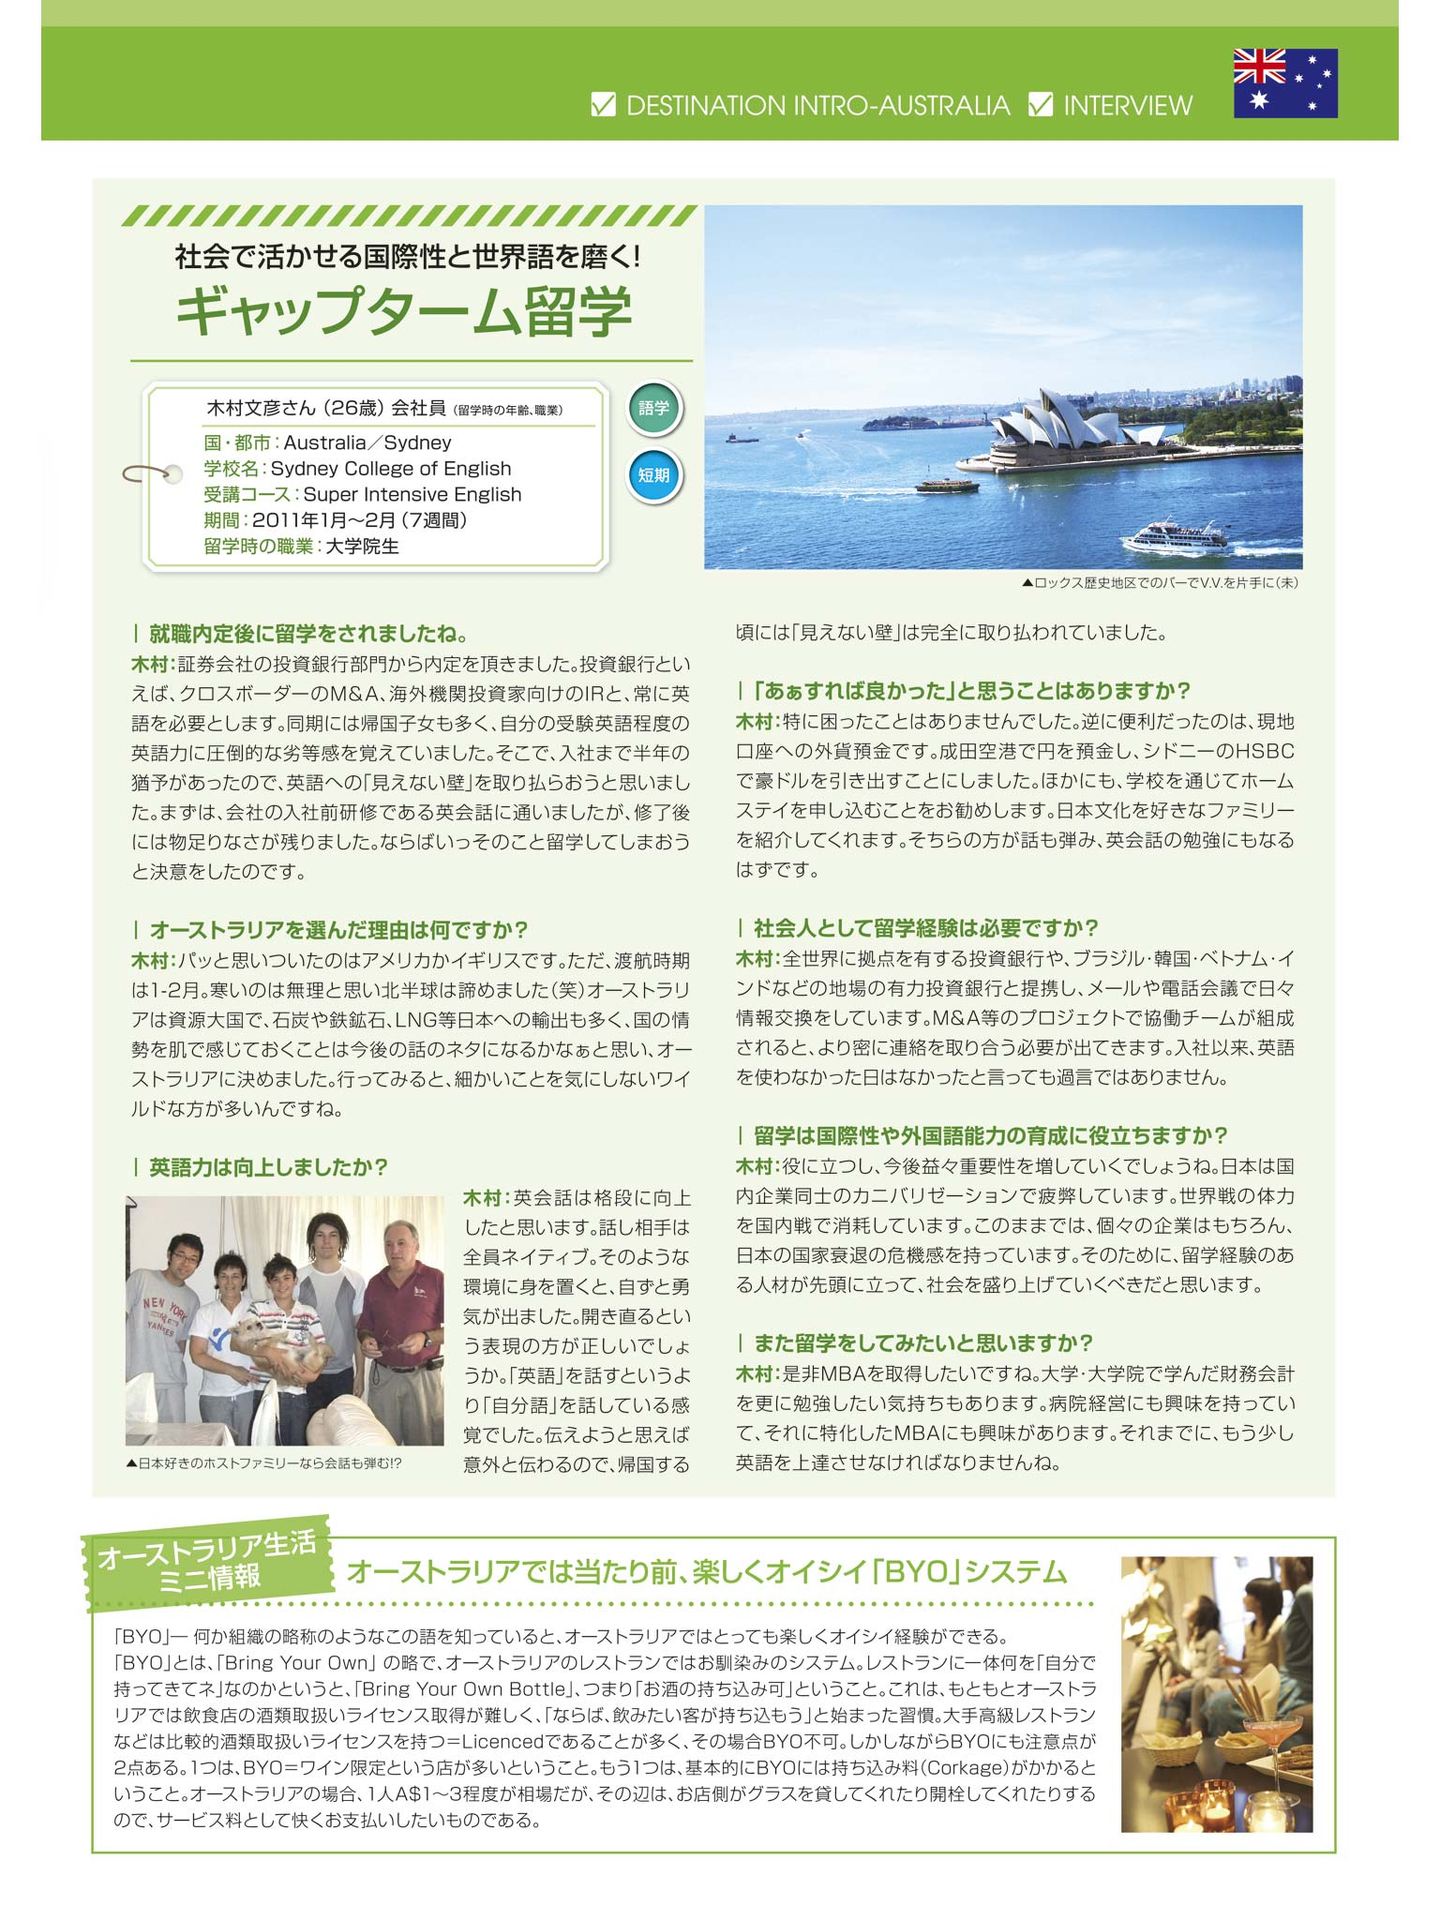 DESTINATION INTRO-AUSTRALIA INTERVIEW
社会で活かせる国際性と世界語を磨く!
ギャップターム留学
木村文彦さん（26歳）会社員（留学時の年齢、職業）
国・都市：Australia／Sydney
学校名：Sydney College of English
受講コース：Super Intensive English
期間：2011年1月〜2月（7週間）
留学時の職業：大学院生
語学
短期
▲ロックス歴史地区でのバーでV.V.を片手に（未）
就職内定後に留学をされましたね。
木村：証券会社の投資銀行部門から内定を頂きました。投資銀行とい
えば、クロスボーダーのM&A、海外機関投資家向けのIRと、常に英
語を必要とします。同期には帰国子女も多く、自分の受験英語程度の
英語力に圧倒的な劣等感を覚えていました。そこで、入社まで半年の
猶予があったので、英語への「見えない壁」を取り払らおうと思いまし
た。まずは、会社の入社前研修である英会話に通いましたが、修了後
には物足りなさが残りました。ならばいっそのこと留学してしまおう
と決意をしたのです。
オーストラリアを選んだ理由は何ですか？
木村：パッと思いついたのはアメリカかイギリスです。ただ、渡航時期
は1-2月。寒いのは無理と思い北半球は諦めました（笑）オーストラリ
アは資源大国で、石炭や鉄鉱石、LNG等日本への輸出も多く、国の情
勢を肌で感じておくことは今後の話のネタになるかなぁと思い、オー
ストラリアに決めました。行ってみると、細かいことを気にしないワイ
ルドな方が多いんですね。
英語力は向上しましたか？
木村：英会話は格段に向上
したと思います。話し相手は
全員ネイティブ。そのような
環境に身を置くと、自ずと勇
気が出ました。開き直るとい
う表現の方が正しいでしょ
うか。「英語」を話すというよ
り「自分語」を話している感
覚でした。伝えようと思えば
意外と伝わるので、帰国する
NEW YORK
YANKEES
▲日本好きのホストファミリーなら会話も弾む!?
頃には「見えない壁」は完全に取り払われていました。
「あぁすれば良かった」と思うことはありますか？
木村：特に困ったことはありませんでした。逆に便利だったのは、現地
口座への外貨預金です。成田空港で円を預金し、シドニーのHSBC
で豪ドルを引き出すことにしました。ほかにも、学校を通じてホーム
ステイを申し込むことをお勧めします。日本文化を好きなファミリー
を紹介してくれます。そちらの方が話も弾み、英会話の勉強にもなる
はずです。
社会人として留学経験は必要ですか？
木村：全世界に拠点を有する投資銀行や、ブラジル・韓国・ベトナム・イ
ンドなどの地場の有力投資銀行と提携し、メールや電話会議で日々
情報交換をしています。M&A等のプロジェクトで協働チームが組成
されると、より密に連絡を取り合う必要が出てきます。入社以来、英語
を使わなかった日はなかったと言っても過言ではありません。
留学は国際性や外国語能力の育成に役立ちますか？
木村：役に立つし、今後益々重要性を増していくでしょうね。日本は国
内企業同士のカニバリゼーションで疲弊しています。世界戦の体力
を国内戦で消耗しています。このままでは、個々の企業はもちろん、
日本の国家衰退の危機感を持っています。そのために、留学経験のあ
る人材が先頭に立って、社会を盛り上げていくべきだと思います。
また留学をしてみたいと思いますか？
木村：是非MBAを取得したいですね。大学・大学院で学んだ財務会計
を更に勉強したい気持ちもあります。病院経営にも興味を持ってい
て、それに特化したMBAにも興味があります。それまでに、もう少し
英語を上達させなければなりませんね。
オーストラリア生活
ミニ情報
オーストラリアでは当たり前、楽しくオイシイ「BYO」システム
「BYO」― 何か組織の略称のようなこの語を知っていると、オーストラリアではとっても楽しくオイシイ経験ができる。
「BYO」とは、「Bring Your Own」 の略で、オーストラリアのレストランではお馴染みのシステム。レストランに一体何を「自分で
持ってきてネ」なのかというと、「Bring Your Own Bottle」、つまり「お酒の持ち込み可」ということ。これは、もともとオーストラ
リアでは飲食店の酒類取扱いライセンス取得が難しく、「ならば、飲みたい客が持ち込もう」と始まった習慣。大手高級レストラン
などは比較的酒類取扱いライセンスを持つ＝Licencedであることが多く、その場合BYO不可。しかしながらBYOにも注意点が
2点ある。1つは、BYO＝ワイン限定という店が多いということ。もう1つは、基本的にBYOには持ち込み料（Corkage）がかかると
いうこと。オーストラリアの場合、1人A$1〜3程度が相場だが、その辺は、お店側がグラスを貸してくれたり開栓してくれたりする
ので、サービス料として快くお支払いしたいものである。